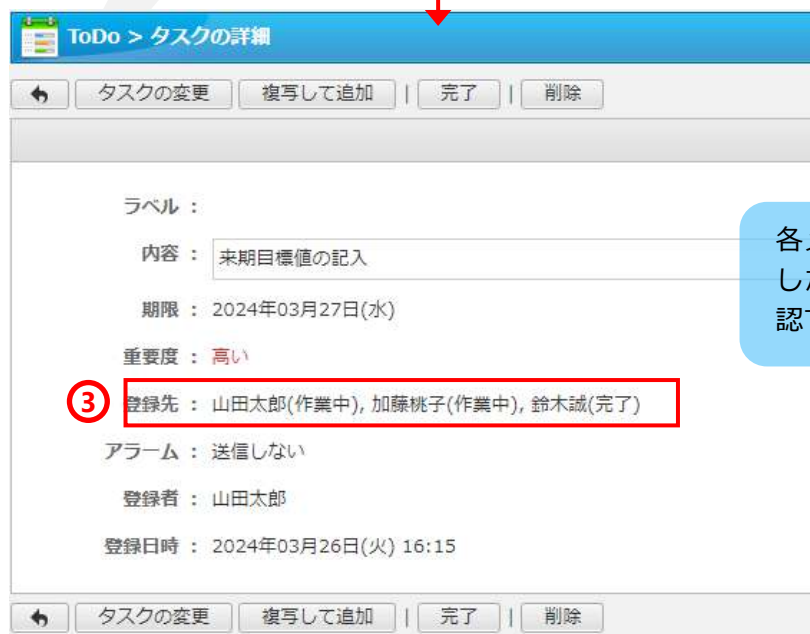 ToDo > タスクの詳細
タスクの変更 複写して追加 | 完了 | 削除
ラベル :
内容 : 来期目標値の記入
各
し
認
期限 : 2024年03月27日(水)
重要度 : 高い
③ 登録先 : 山田太郎(作業中), 加藤桃子(作業中), 鈴木誠(完了)
アラーム : 送信しない
登録者 : 山田太郎
登録日時 : 2024年03月26日(火) 16:15
タスクの変更 複写して追加 | 完了 | 削除